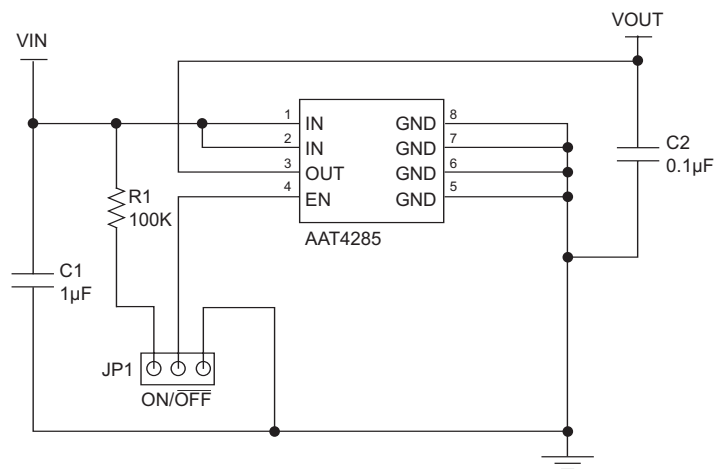 VOUT
VIN
1 IN GND 8
2 IN GND 7
3 OUT GND 6
4 EN GND 5
C2
0.1µF
R1
100K
AAT4285
C1
1µF
JP1
ON/OFF